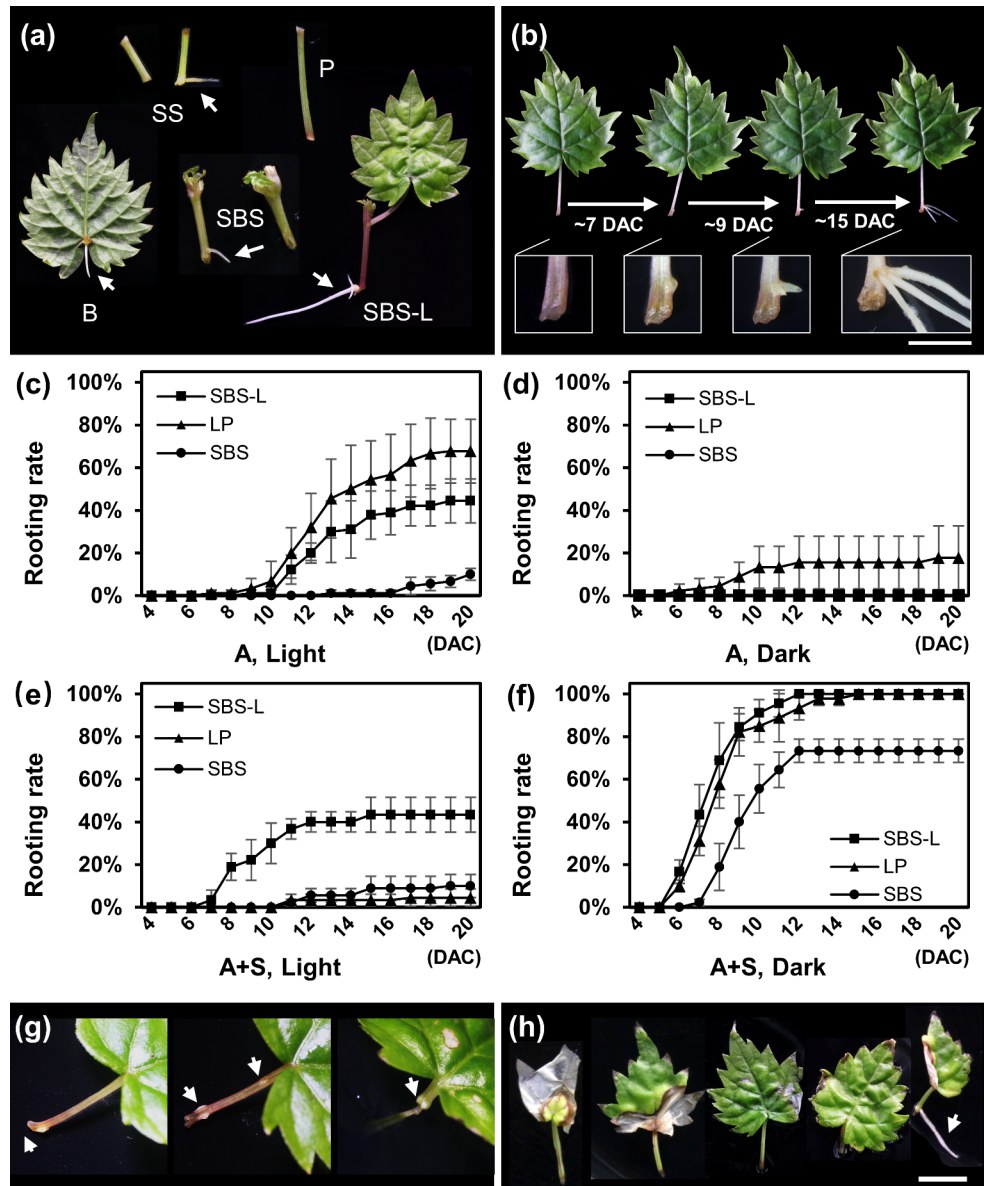 (a)
P
SS
SBS
B
SBS-L
(b)
~7 DAC
~9 DAC
~15 DAC
(c)
100%
80%
60%
40%
20%
0%
Rooting rate
SBS-L
LP
SBS
4
6
8
10
12
14
16
18
20
(DAC)
A, Light
(d)
100%
80%
60%
40%
20%
0%
Rooting rate
SBS-L
LP
SBS
4
6
8
10
12
14
16
18
20
(DAC)
A, Dark
(e)
100%
80%
60%
40%
20%
0%
Rooting rate
SBS-L
LP
SBS
4
6
8
10
12
14
16
18
20
(DAC)
A+S, Light
(f)
100%
80%
60%
40%
20%
0%
Rooting rate
SBS-L
LP
SBS
4
6
8
10
12
14
16
18
20
(DAC)
A+S, Dark
(g)
(h)